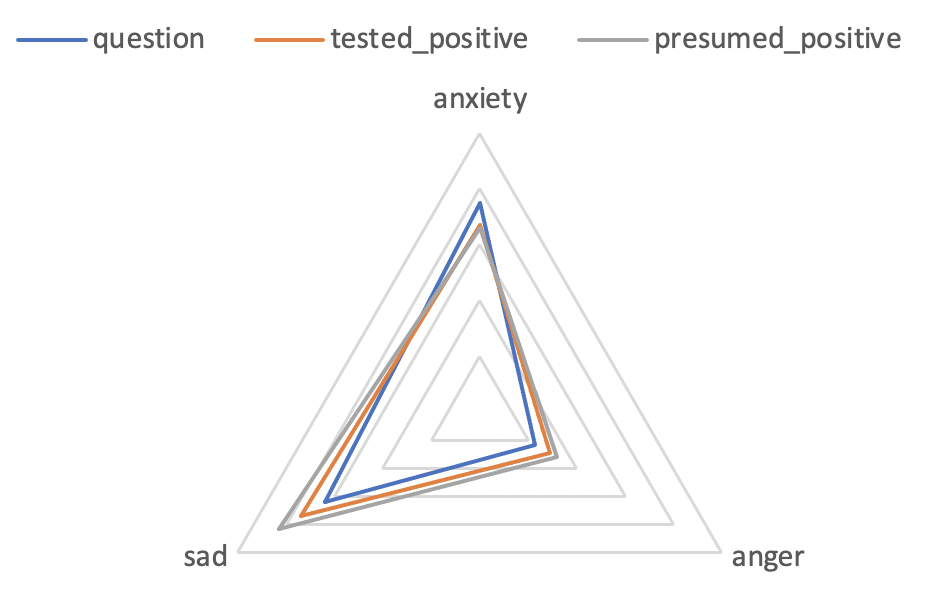 question tested_positive presumed_positive
anxiety
sad anger